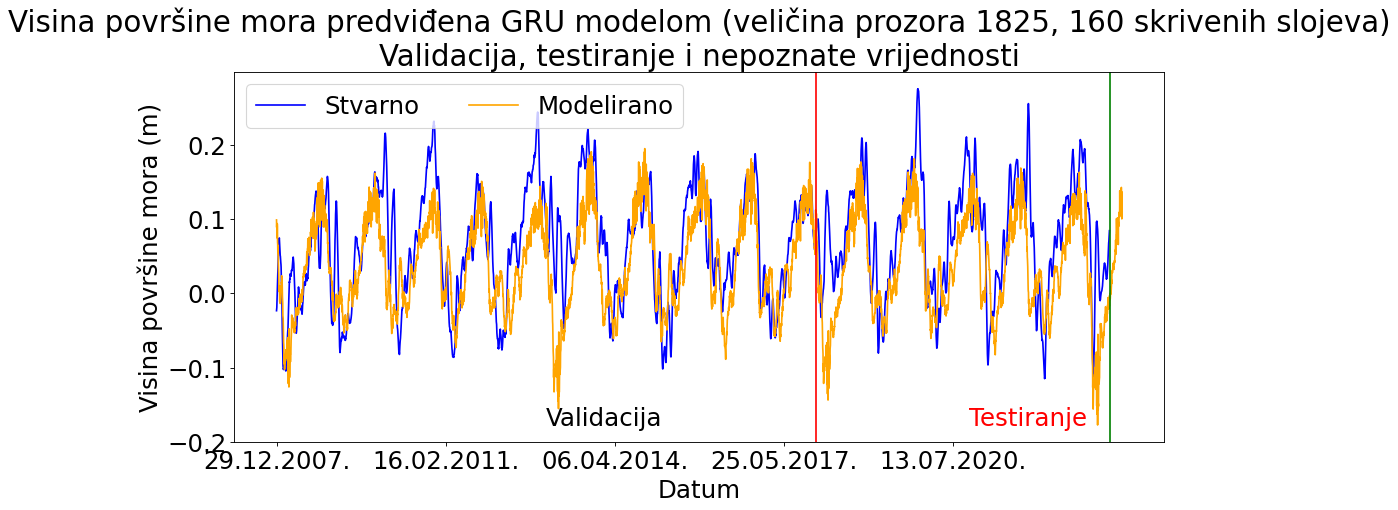 Visina površine mora predviđena GRU modelom (veličina prozora 1825, 160 skrivenih slojeva)
Validacija, testiranje i nepoznate vrijednosti
Stvarno Modelirano
Visina površine mora (m)
0.2
0.1
0.0
−0.1
−0.2
Validacija
Testiranje
29.12.2007. 16.02.2011. 06.04.2014. 25.05.2017. 13.07.2020.
Datum